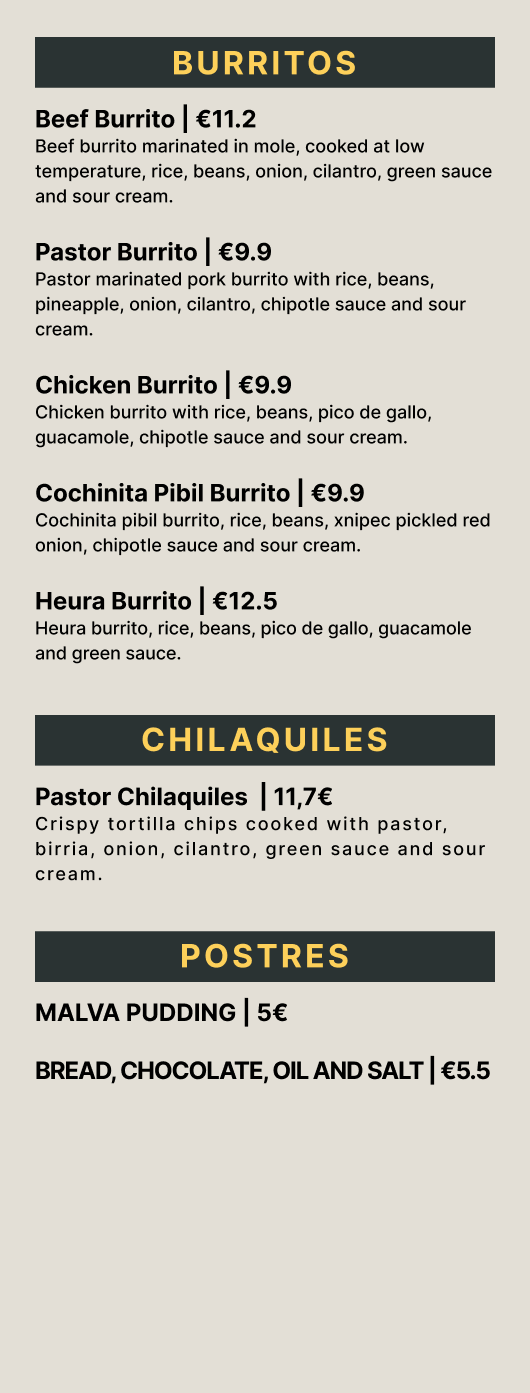 BURRITOS
Beef Burrito | €11.2
Beef burrito marinated in mole, cooked at low
temperature, rice, beans, onion, cilantro, green sauce
and sour cream.
Pastor Burrito | €9.9
Pastor marinated pork burrito with rice, beans,
pineapple, onion, cilantro, chipotle sauce and sour
cream.
Chicken Burrito | €9.9
Chicken burrito with rice, beans, pico de gallo,
guacamole, chipotle sauce and sour cream.
Cochinita Pibil Burrito | €9.9
Cochinita pibil burrito, rice, beans, xnipec pickled red
onion, chipotle sauce and sour cream.
Heura Burrito | €12.5
Heura burrito, rice, beans, pico de gallo, guacamole
and green sauce.
CHILAQUILES
Pastor Chilaquiles | 11,7€
Crispy tortilla chips cooked with pastor,
birria, onion, cilantro, green sauce and sour
cream.
POSTRES
MALVA PUDDING | 5€
BREAD, CHOCOLATE, OIL AND SALT | €5.5